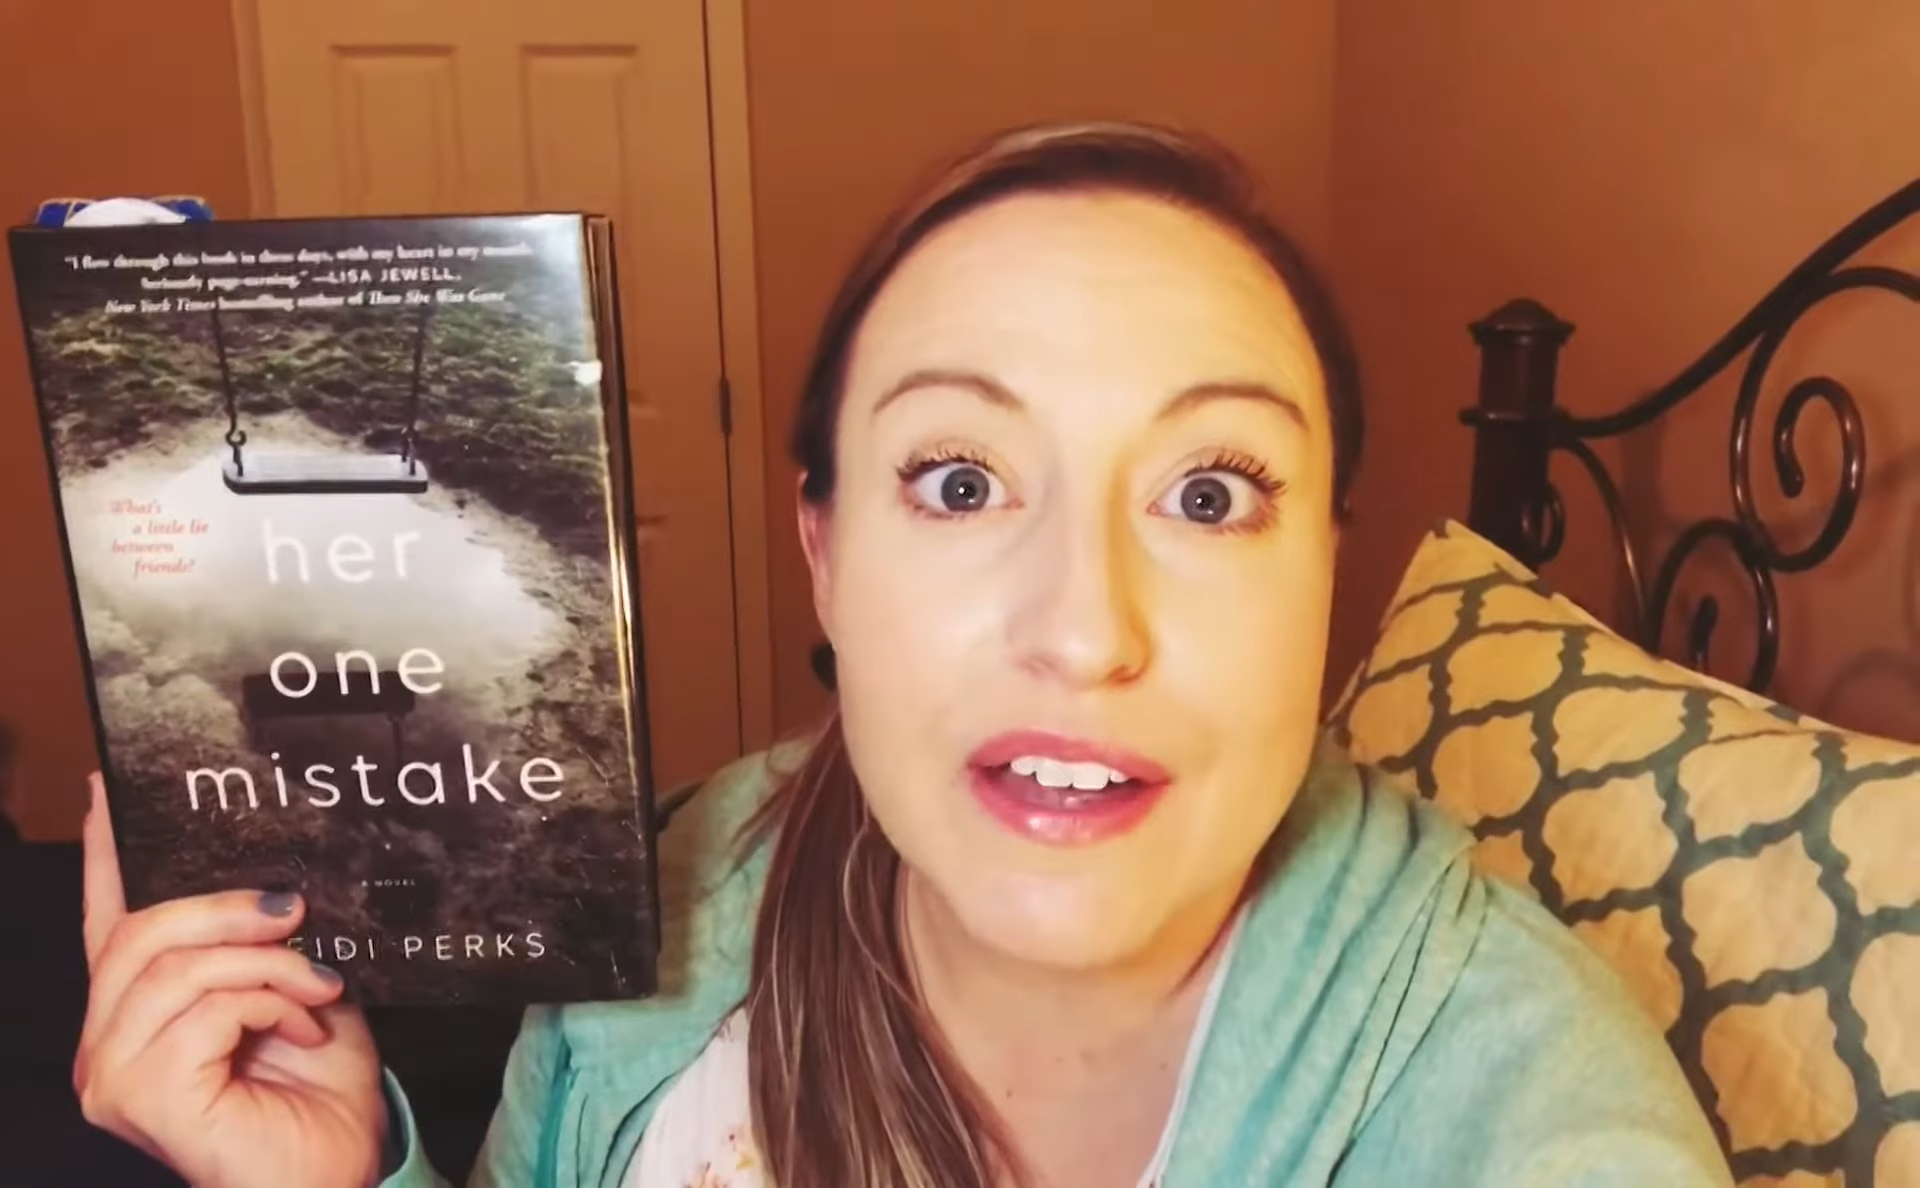 "I flew through this book in three days, with my heart in my mouth.
Seriously page-turning." —LISA JEWELL,
New York Times bestselling author of Then She Was Gone
What's
a little lie
between
friends?
her
one
mistake
A NOVEL
EIDI PERKS